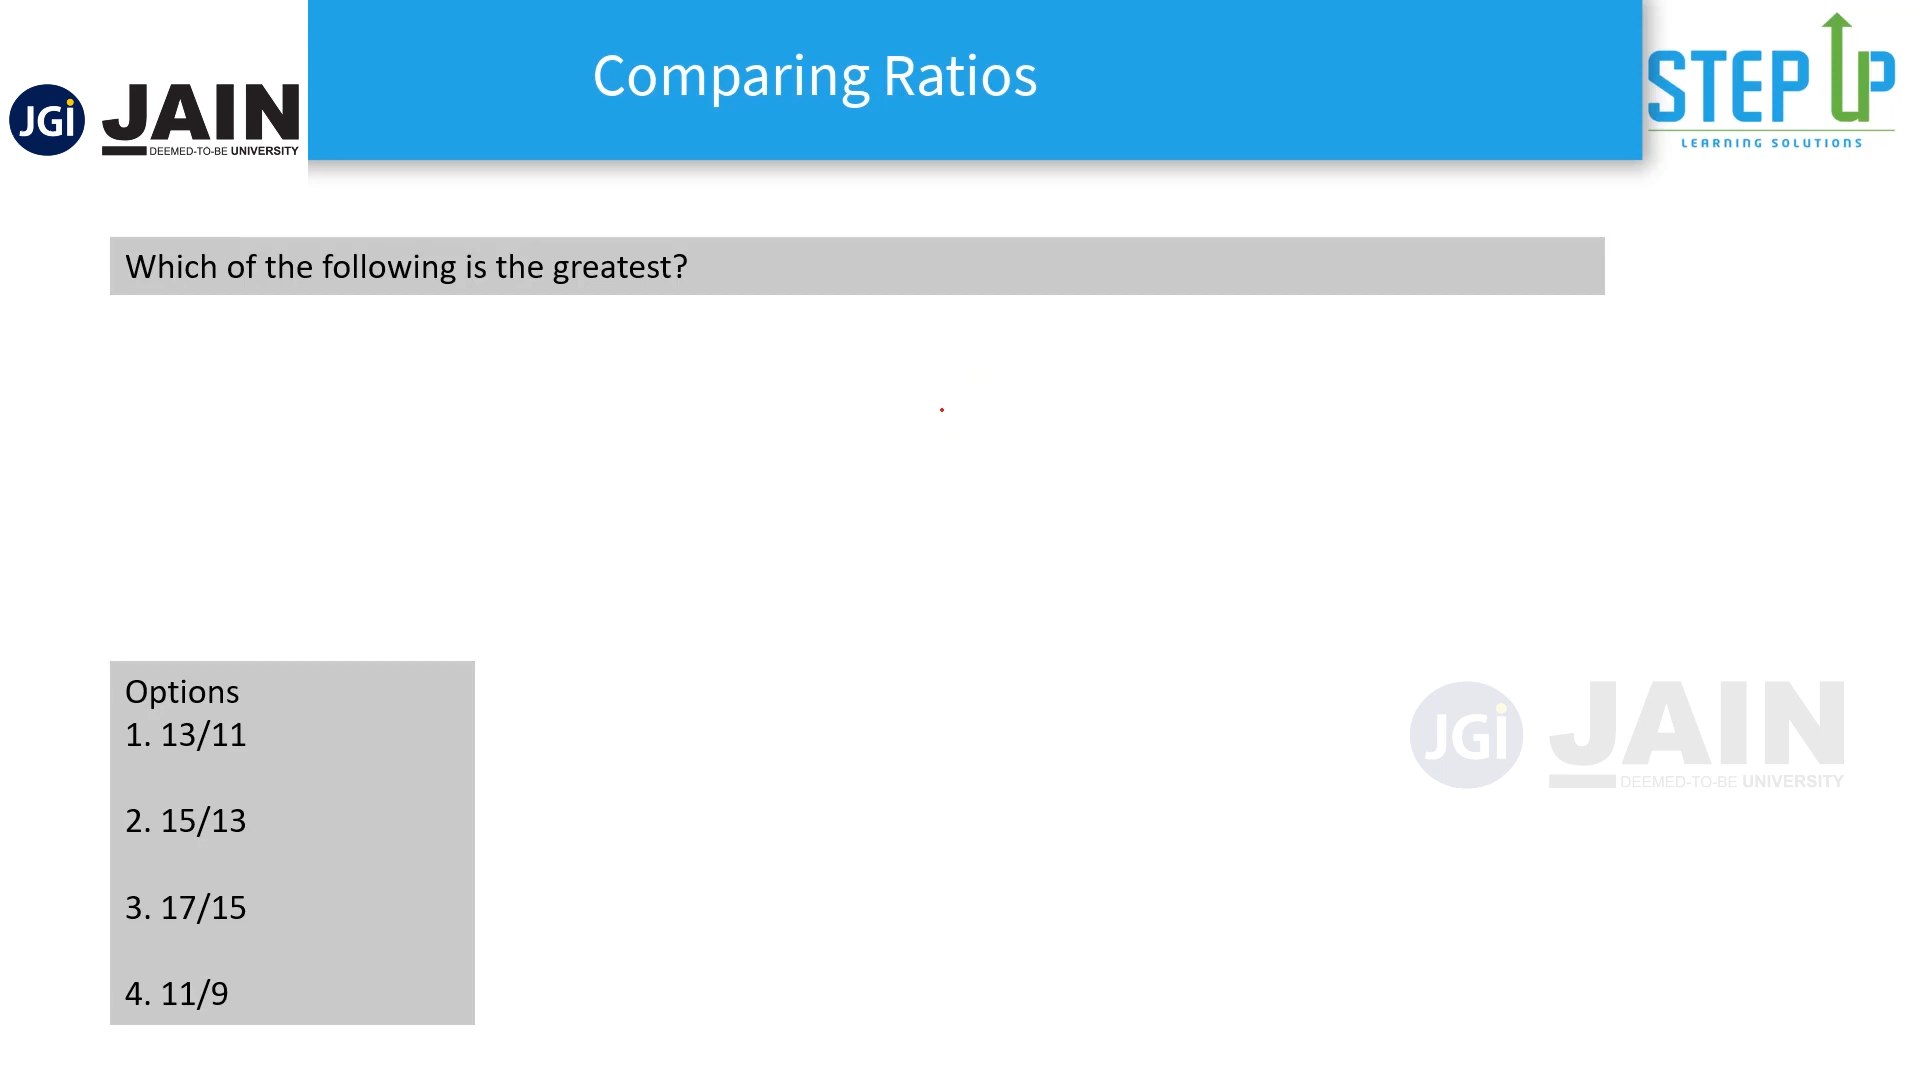 Comparing Ratios
JGi JAIN
DEEMED-TO-BE UNIVERSITY
STEP UP
LEARNING SOLUTIONS
Which of the following is the greatest?
Options
1. 13/11
2. 15/13
3. 17/15
4. 11/9
JGi JAIN
DEEMED-TO-BE UNIVERSITY